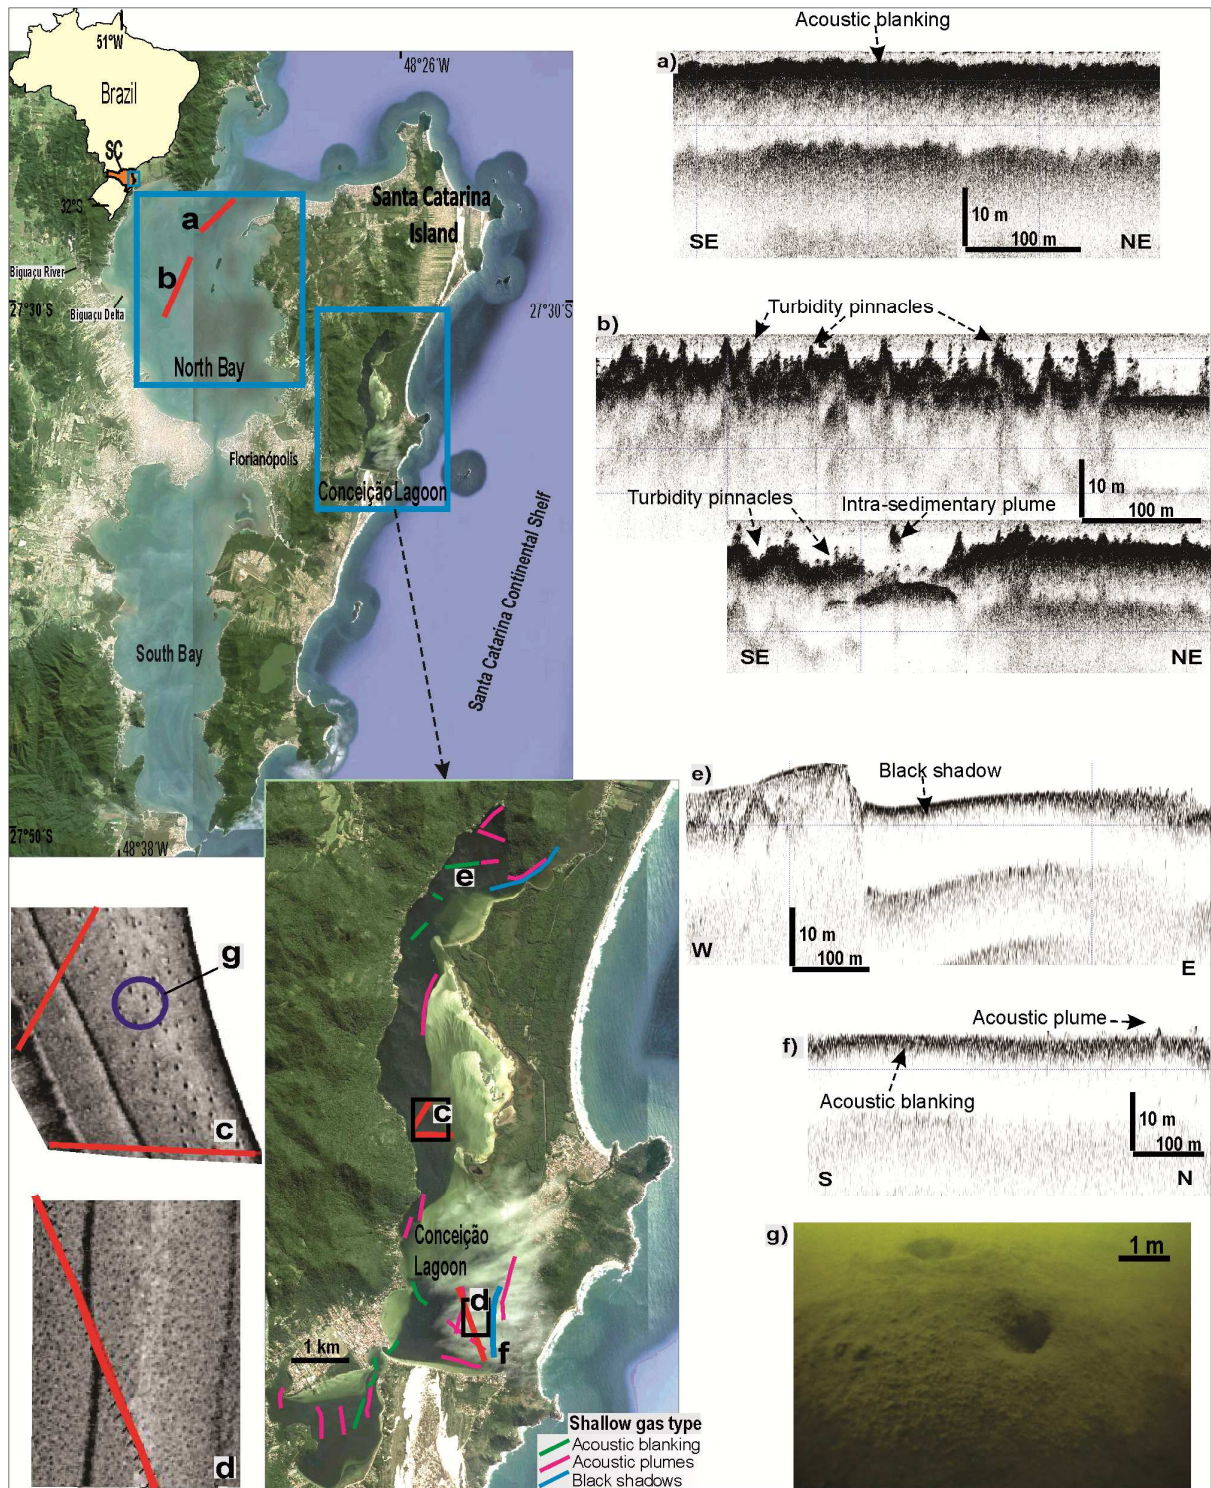 51°W
Brazil
SC
32°S
48°26´W
Santa Catarina
Island
a
b
Biguaçu River
27°30´S
Biguaçu Delta
27°30´S
North Bay
Florianópolis
Conceição Lagoon
Santa Catarina Continental Shelf
South Bay
27°50´S
48°38´W
e
c
Conceição
Lagoon
d
f
1 km
Shallow gas type
Acoustic blanking
Acoustic plumes
Black shadows
g
c
d
Acoustic blanking
a)
10 m
100 m
SE
NE
Turbidity pinnacles
b)
10 m
100 m
Turbidity pinnacles
Intra-sedimentary plume
SE
NE
e)
Black shadow
10 m
100 m
W
E
Acoustic plume
f)
Acoustic blanking
10 m
100 m
S
N
g)
1 m